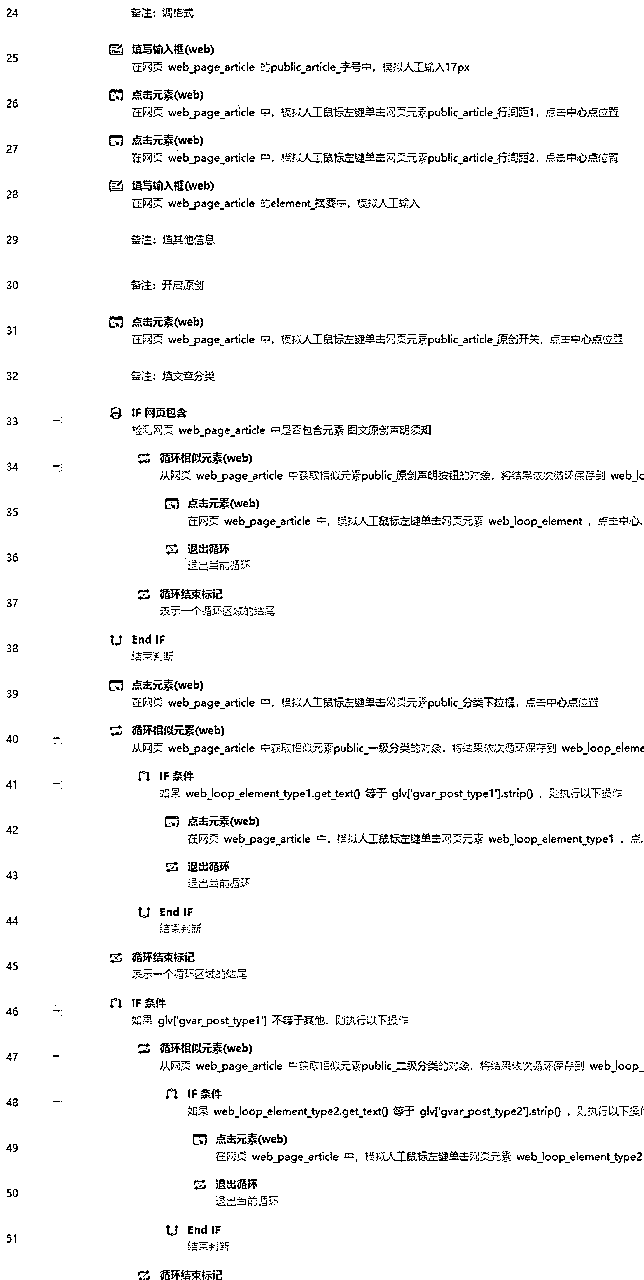 24 备注：调格式
25 填写输入框(web)
在网页 web_page_article 的public_article_字号中，模拟人工输入17px
26 点击元素(web)
在网页 web_page_article 中，模拟人工鼠标左键单击网页元素public_article_行间距1，点击中心点位置
27 点击元素(web)
在网页 web_page_article 中，模拟人工鼠标左键单击网页元素public_article_行间距2，点击中心点位置
28 填写输入框(web)
在网页 web_page_article 的element_摘要中，模拟人工输入
29 备注：填其他信息
30 备注：开启原创
31 点击元素(web)
在网页 web_page_article 中，模拟人工鼠标左键单击网页元素public_article_原创开关，点击中心点位置
32 备注：填文章分类
33 IF 网页包含
检测网页 web_page_article 中是否包含元素 图文原创声明须知
34 循环相似元素(web)
从网页 web_page_article 中获取相似元素public_原创声明按钮的对象，将结果依次循环保存到 web_lo
35 点击元素(web)
在网页 web_page_article 中，模拟人工鼠标左键单击网页元素 web_loop_element ，点击中心、
36 退出循环
退出当前循环
37 循环结束标记
表示一个循环区域的结尾
38 End IF
结束判断
39 点击元素(web)
在网页 web_page_article 中，模拟人工鼠标左键单击网页元素public_分类下拉框，点击中心点位置
40 循环相似元素(web)
从网页 web_page_article 中获取相似元素public_一级分类的对象，将结果依次循环保存到 web_loop_eleme
41 IF 条件
如果 web_loop_element_type1.get_text() 等于 glv['gvar_post_type1'].strip() ，则执行以下操作
42 点击元素(web)
在网页 web_page_article 中，模拟人工鼠标左键单击网页元素 web_loop_element_type1 ，点.
43 退出循环
退出当前循环
44 End IF
结束判断
45 循环结束标记
表示一个循环区域的结尾
46 IF 条件
如果 glv['gvar_post_type1'] 不等于其他，则执行以下操作
47 循环相似元素(web)
从网页 web_page_article 中获取相似元素public_二级分类的对象，将结果依次循环保存到 web_loop_
48 IF 条件
如果 web_loop_element_type2.get_text() 等于 glv['gvar_post_type2'].strip() ，则执行以下操作
49 点击元素(web)
在网页 web_page_article 中，模拟人工鼠标左键单击网页元素 web_loop_element_type2
50 退出循环
退出当前循环
51 End IF
结束判断
循环结束标记